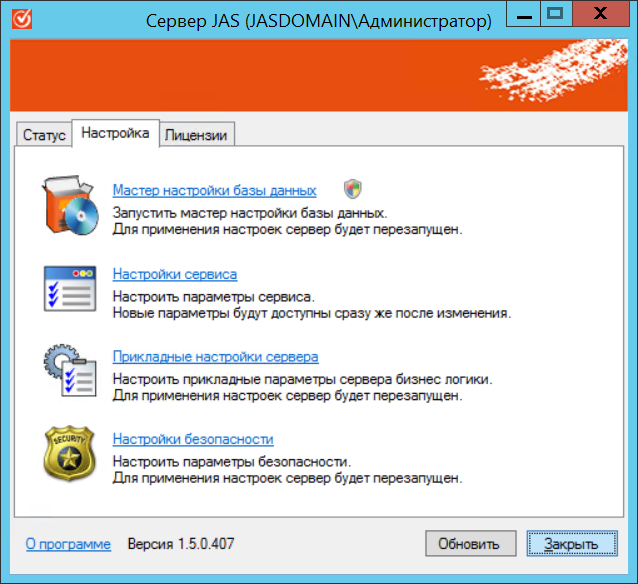 Сервер JAS (JASDOMAIN\Администратор)
Статус Настройка Лицензии
Мастер настройки базы данных
Запустить мастер настройки базы данных.
Для применения настроек сервер будет перезапущен.
Настройки сервиса
Настроить параметры сервиса.
Новые параметры будут доступны сразу же после изменения.
Прикладные настройки сервера
Настроить прикладные параметры сервера бизнес логики.
Для применения настроек сервер будет перезапущен.
SECURITY
Настройки безопасности
Настроить параметры безопасности.
Для применения настроек сервер будет перезапущен.
О программе Версия 1.5.0.407 Обновить Закрыть